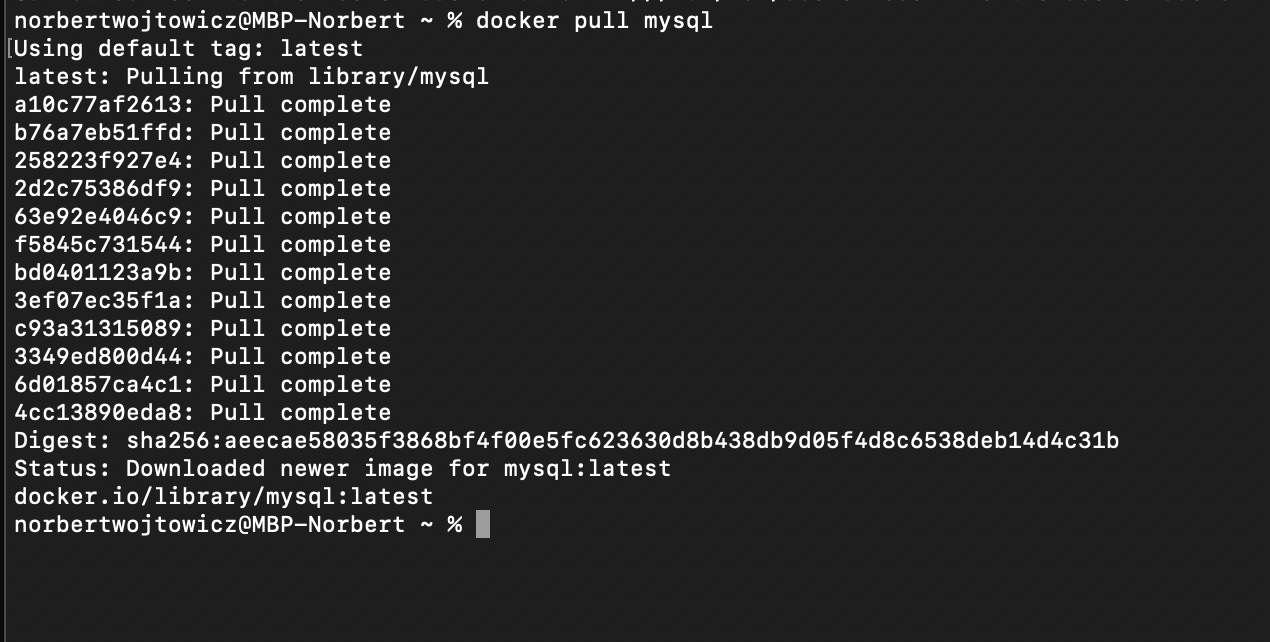 norbertwojtowicz@MBP-Norbert ~ % docker pull mysql
[Using default tag: latest
latest: Pulling from library/mysql
a10c77af2613: Pull complete
b76a7eb51ffd: Pull complete
258223f927e4: Pull complete
2d2c75386df9: Pull complete
63e92e4046c9: Pull complete
f5845c731544: Pull complete
bd0401123a9b: Pull complete
3ef07ec35f1a: Pull complete
c93a31315089: Pull complete
3349ed800d44: Pull complete
6d01857ca4c1: Pull complete
4cc13890eda8: Pull complete
Digest: sha256:aeecae58035f3868bf4f00e5fc623630d8b438db9d05f4d8c6538deb14d4c31b
Status: Downloaded newer image for mysql:latest
docker.io/library/mysql:latest
norbertwojtowicz@MBP-Norbert ~ %